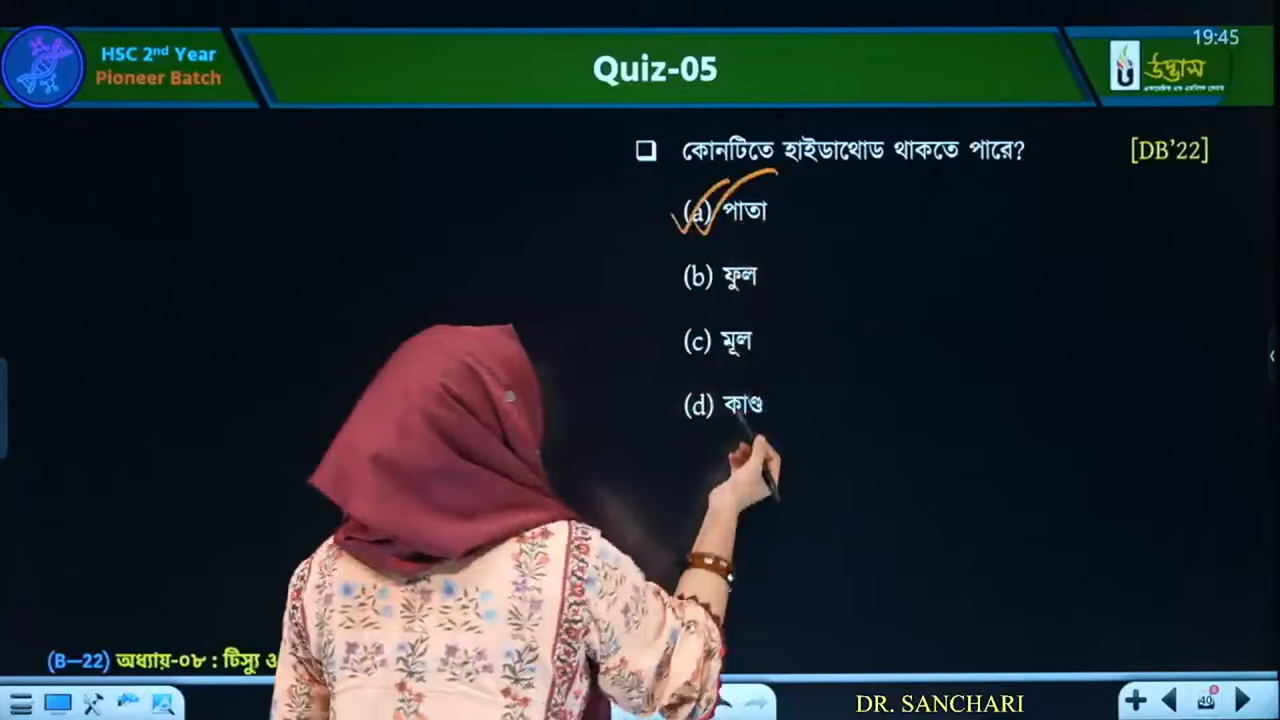 19:45
HSC 2nd Year
Pioneer Batch
Quiz-05
উদ্ভাস
❑ কোনটিতে হাইডাথোড থাকতে পারে? [DB'22]
(a) পাতা
(b) ফুল
(c) মূল
(d) কাণ্ড
(B–22) অধ্যায়-০৮ : টিস্যু ও
DR. SANCHARI